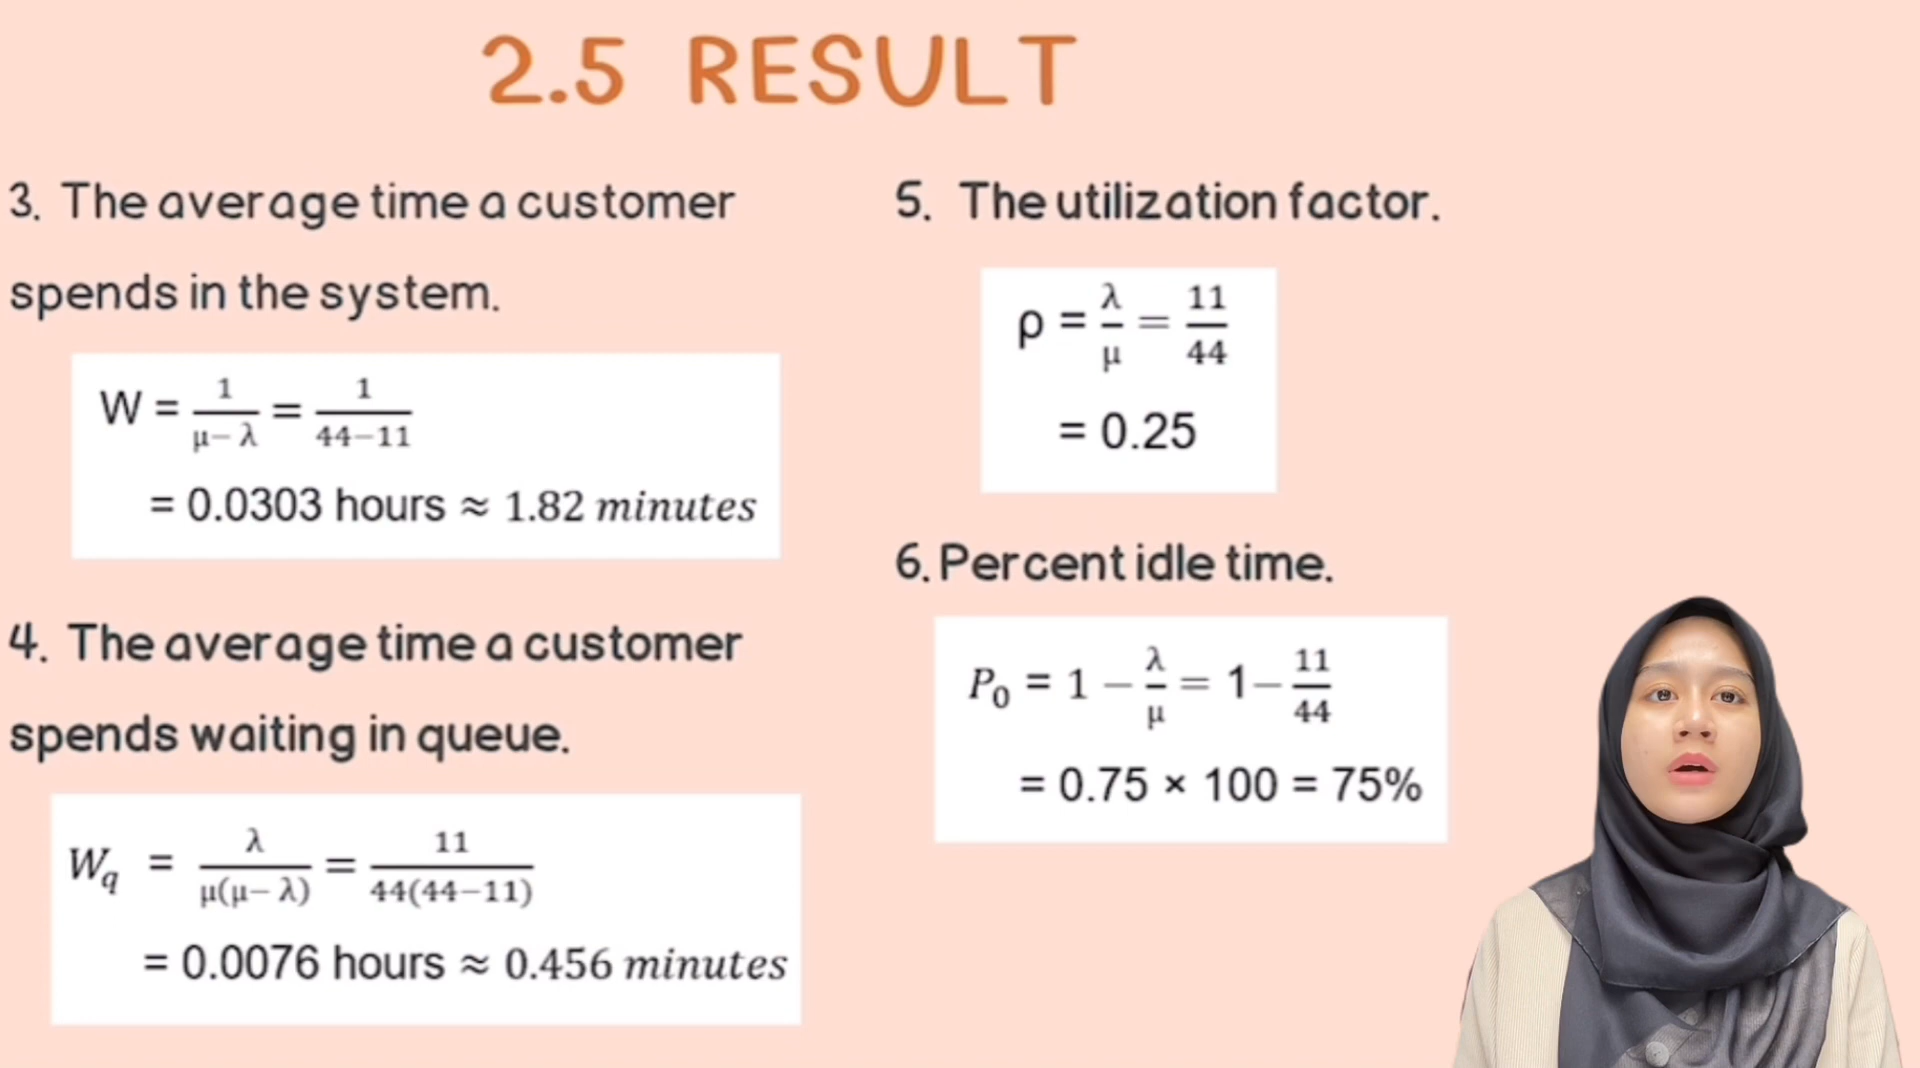 2.5 RESULT
3. The average time a customer
spends in the system.
W = 1/(μ− λ) = 1/(44−11)
= 0.0303 hours ≈ 1.82 minutes
4. The average time a customer
spends waiting in queue.
Wq = λ/(μ(μ− λ)) = 11/(44(44−11))
= 0.0076 hours ≈ 0.456 minutes
5. The utilization factor.
ρ = λ/μ = 11/44
= 0.25
6. Percent idle time.
P0 = 1 − λ/μ = 1− 11/44
= 0.75 × 100 = 75%